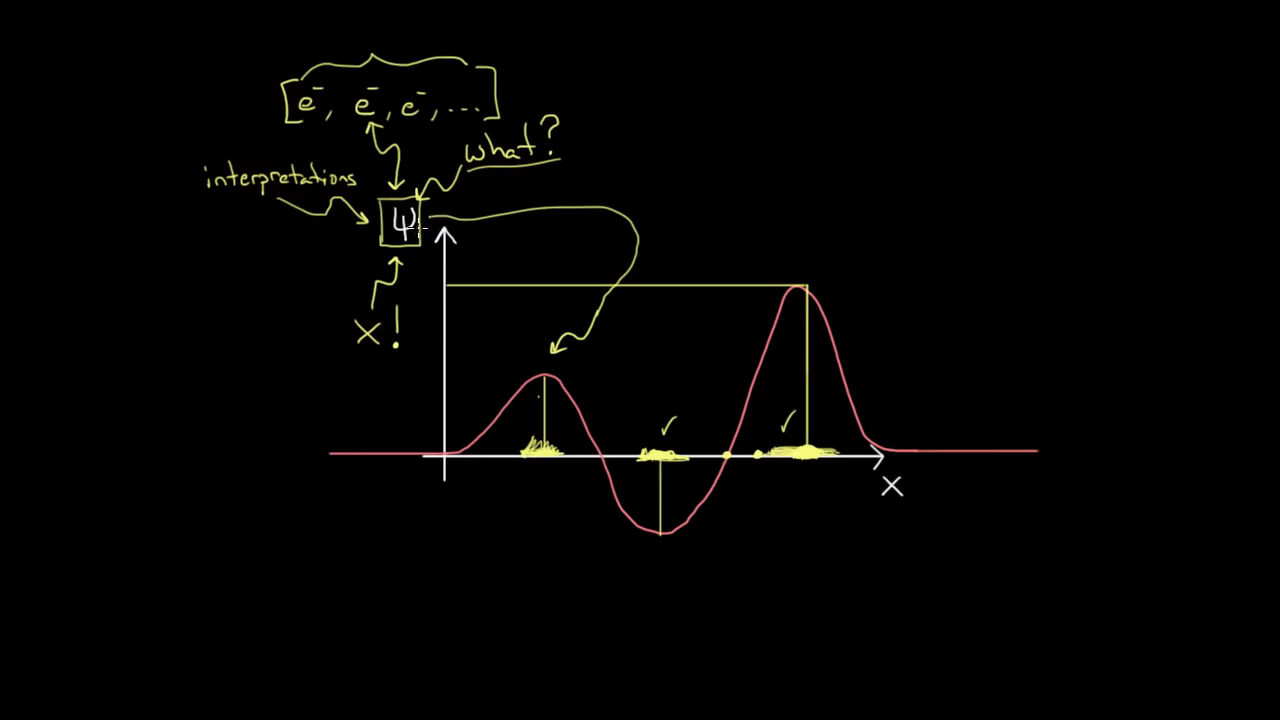 [e⁻, e⁻, e⁻, ...]
what?
interpretations
ψ
x!
x